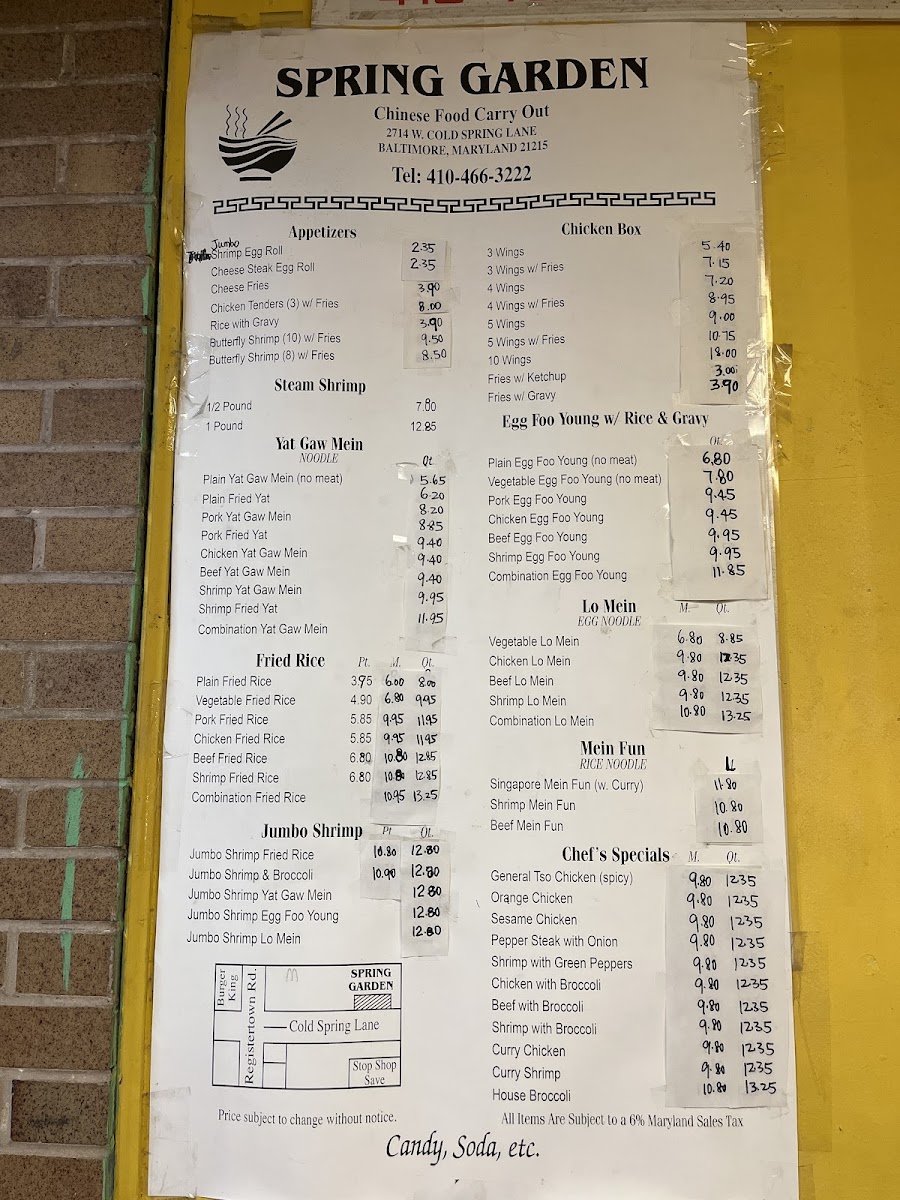 SPRING GARDEN
Chinese Food Carry Out
2714 W. COLD SPRING LANE
BALTIMORE, MARYLAND 21215
Tel: 410-466-3222
Appetizers
Jumbo
Shrimp Egg Roll 2.35
Cheese Steak Egg Roll 2.35
Cheese Fries 3.90
Chicken Tenders (3) w/ Fries 8.00
Rice with Gravy 3.90
Butterfly Shrimp (10) w/ Fries 9.50
Butterfly Shrimp (8) w/ Fries 8.50
Steam Shrimp
1/2 Pound 7.80
1 Pound 12.85
Yat Gaw Mein
NOODLE Qt.
Plain Yat Gaw Mein (no meat) 5.65
Plain Fried Yat 6.20
Pork Yat Gaw Mein 8.20
Pork Fried Yat 8.85
Chicken Yat Gaw Mein 9.40
Beef Yat Gaw Mein 9.40
Shrimp Yat Gaw Mein 9.40
Shrimp Fried Yat 9.95
Combination Yat Gaw Mein 11.95
Fried Rice Pt. M. Qt.
Plain Fried Rice 3.95 6.00 8.00
Vegetable Fried Rice 4.90 6.80 9.95
Pork Fried Rice 5.85 9.95 11.95
Chicken Fried Rice 5.85 9.95 11.95
Beef Fried Rice 6.80 10.80 12.85
Shrimp Fried Rice 6.80 10.80 12.85
Combination Fried Rice 10.95 13.25
Jumbo Shrimp Pt. Qt.
Jumbo Shrimp Fried Rice 10.80 12.80
Jumbo Shrimp & Broccoli 10.90 12.80
Jumbo Shrimp Yat Gaw Mein 12.80
Jumbo Shrimp Egg Foo Young 12.80
Jumbo Shrimp Lo Mein 12.80
Burger King
Registertown Rd.
SPRING
GARDEN
Cold Spring Lane
Stop Shop
Save
Price subject to change without notice.
Chicken Box
3 Wings 5.40
3 Wings w/ Fries 7.15
4 Wings 7.20
4 Wings w/ Fries 8.95
5 Wings 9.00
5 Wings w/ Fries 10.75
10 Wings 18.00
Fries w/ Ketchup 3.00
Fries w/ Gravy 3.90
Egg Foo Young w/ Rice & Gravy
Qt.
Plain Egg Foo Young (no meat) 6.80
Vegetable Egg Foo Young (no meat) 7.80
Pork Egg Foo Young 9.45
Chicken Egg Foo Young 9.45
Beef Egg Foo Young 9.95
Shrimp Egg Foo Young 9.95
Combination Egg Foo Young 11.85
Lo Mein M. Qt.
EGG NOODLE
Vegetable Lo Mein 6.80 8.85
Chicken Lo Mein 9.80 12.35
Beef Lo Mein 9.80 12.35
Shrimp Lo Mein 9.80 12.35
Combination Lo Mein 10.80 13.25
Mein Fun
RICE NOODLE
Singapore Mein Fun (w. Curry) 11.80
Shrimp Mein Fun 10.80
Beef Mein Fun 10.80
Chef's Specials M. Qt.
General Tso Chicken (spicy) 9.80 12.35
Orange Chicken 9.80 12.35
Sesame Chicken 9.80 12.35
Pepper Steak with Onion 9.80 12.35
Shrimp with Green Peppers 9.80 12.35
Chicken with Broccoli 9.80 12.35
Beef with Broccoli 9.80 12.35
Shrimp with Broccoli 9.80 12.35
Curry Chicken 9.80 12.35
Curry Shrimp 9.80 12.35
House Broccoli 10.80 13.25
All Items Are Subject to a 6% Maryland Sales Tax
Candy, Soda, etc.